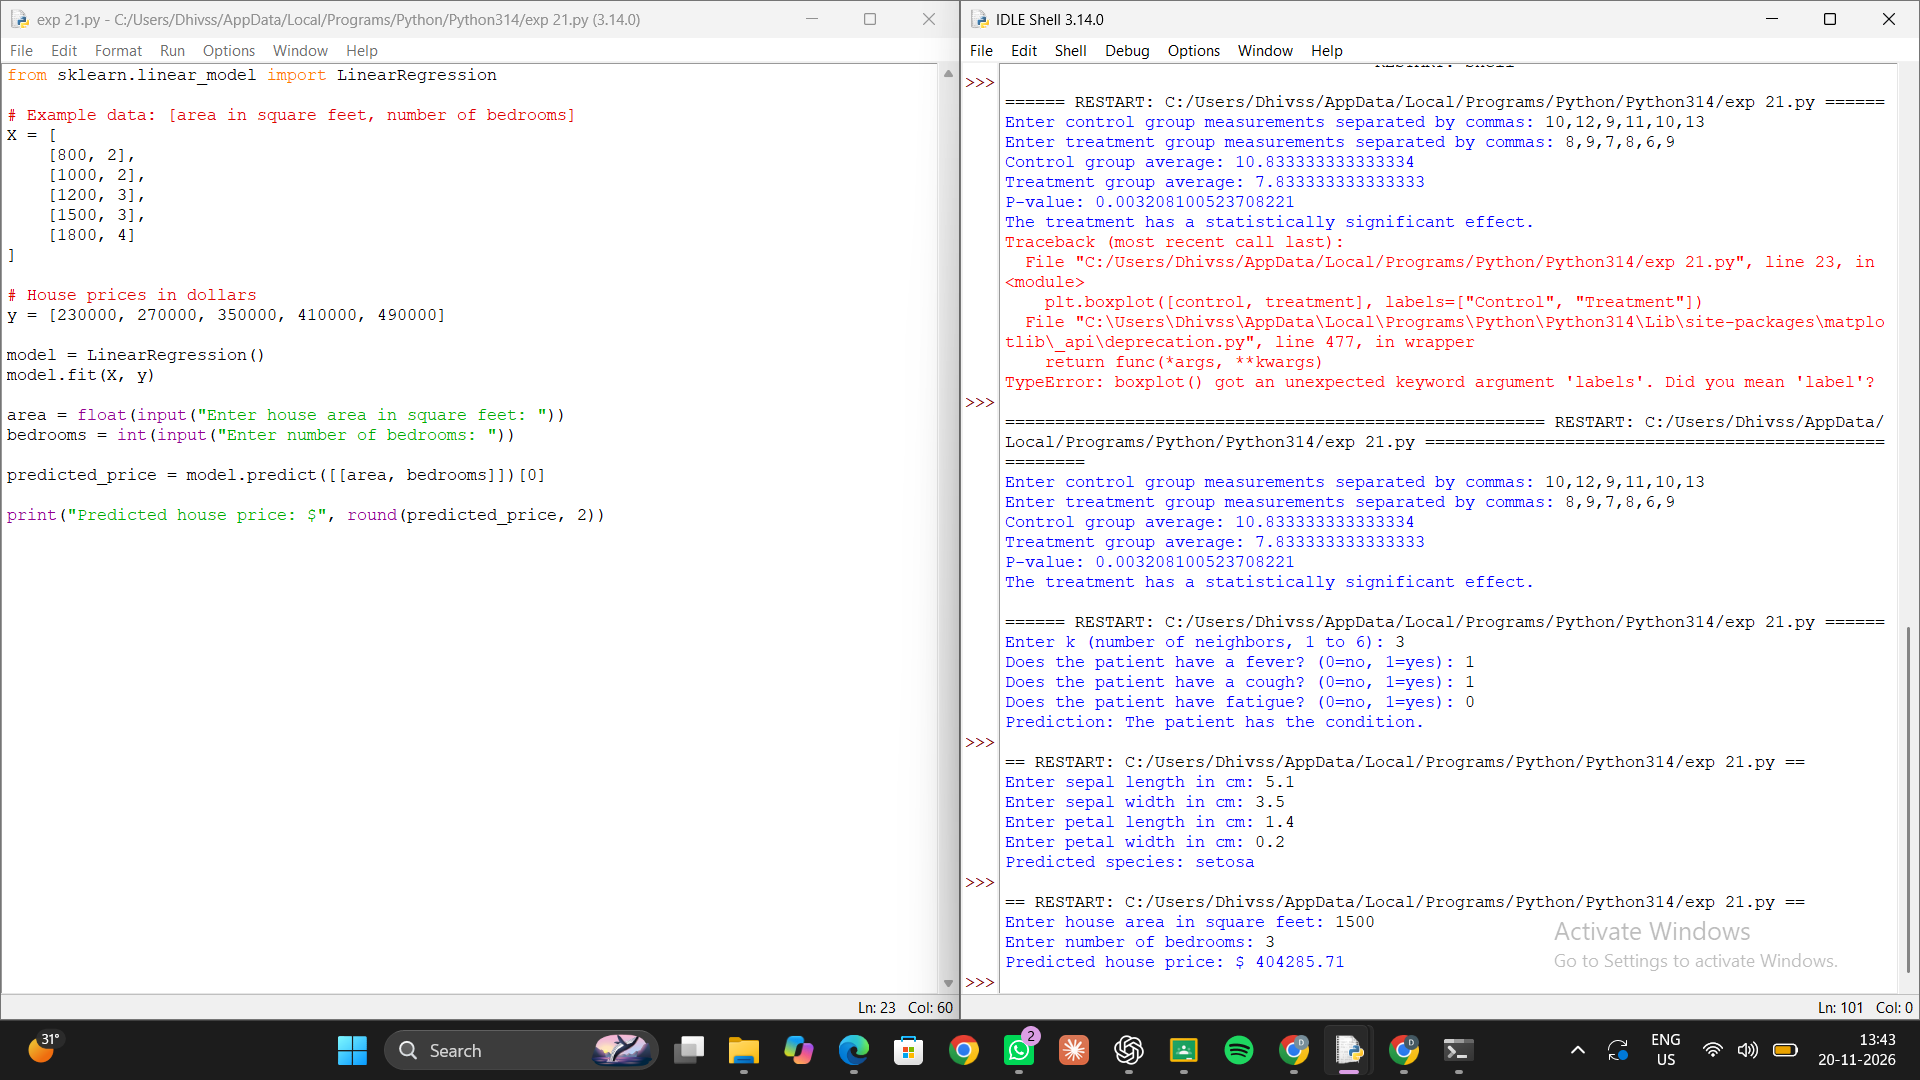 exp 21.py - C:/Users/Dhivss/AppData/Local/Programs/Python/Python314/exp 21.py (3.14.0)
File Edit Format Run Options Window Help
from sklearn.linear_model import LinearRegression
# Example data: [area in square feet, number of bedrooms]
X = [
[800, 2],
[1000, 2],
[1200, 3],
[1500, 3],
[1800, 4]
]
# House prices in dollars
y = [230000, 270000, 350000, 410000, 490000]
model = LinearRegression()
model.fit(X, y)
area = float(input("Enter house area in square feet: "))
bedrooms = int(input("Enter number of bedrooms: "))
predicted_price = model.predict([[area, bedrooms]])[0]
print("Predicted house price: $", round(predicted_price, 2))
Ln: 23 Col: 60
IDLE Shell 3.14.0
File Edit Shell Debug Options Window Help
RESTART: Shell
>>>
====== RESTART: C:/Users/Dhivss/AppData/Local/Programs/Python/Python314/exp 21.py ======
Enter control group measurements separated by commas: 10,12,9,11,10,13
Enter treatment group measurements separated by commas: 8,9,7,8,6,9
Control group average: 10.833333333333334
Treatment group average: 7.833333333333333
P-value: 0.003208100523708221
The treatment has a statistically significant effect.
Traceback (most recent call last):
File "C:/Users/Dhivss/AppData/Local/Programs/Python/Python314/exp 21.py", line 23, in
<module>
plt.boxplot([control, treatment], labels=["Control", "Treatment"])
File "C:\Users\Dhivss\AppData\Local\Programs\Python\Python314\Lib\site-packages\matplo
tlib\_api\deprecation.py", line 477, in wrapper
return func(*args, **kwargs)
TypeError: boxplot() got an unexpected keyword argument 'labels'. Did you mean 'label'?
>>>
====================================================== RESTART: C:/Users/Dhivss/AppData/
Local/Programs/Python/Python314/exp 21.py ==============================================
========
Enter control group measurements separated by commas: 10,12,9,11,10,13
Enter treatment group measurements separated by commas: 8,9,7,8,6,9
Control group average: 10.833333333333334
Treatment group average: 7.833333333333333
P-value: 0.003208100523708221
The treatment has a statistically significant effect.
====== RESTART: C:/Users/Dhivss/AppData/Local/Programs/Python/Python314/exp 21.py ======
Enter k (number of neighbors, 1 to 6): 3
Does the patient have a fever? (0=no, 1=yes): 1
Does the patient have a cough? (0=no, 1=yes): 1
Does the patient have fatigue? (0=no, 1=yes): 0
Prediction: The patient has the condition.
>>>
== RESTART: C:/Users/Dhivss/AppData/Local/Programs/Python/Python314/exp 21.py ==
Enter sepal length in cm: 5.1
Enter sepal width in cm: 3.5
Enter petal length in cm: 1.4
Enter petal width in cm: 0.2
Predicted species: setosa
>>>
== RESTART: C:/Users/Dhivss/AppData/Local/Programs/Python/Python314/exp 21.py ==
Enter house area in square feet: 1500
Enter number of bedrooms: 3
Predicted house price: $ 404285.71
>>>
Activate Windows
Go to Settings to activate Windows.
Ln: 101 Col: 0
31°
Search
2
D
D
ENG
US
13:43
20-11-2026